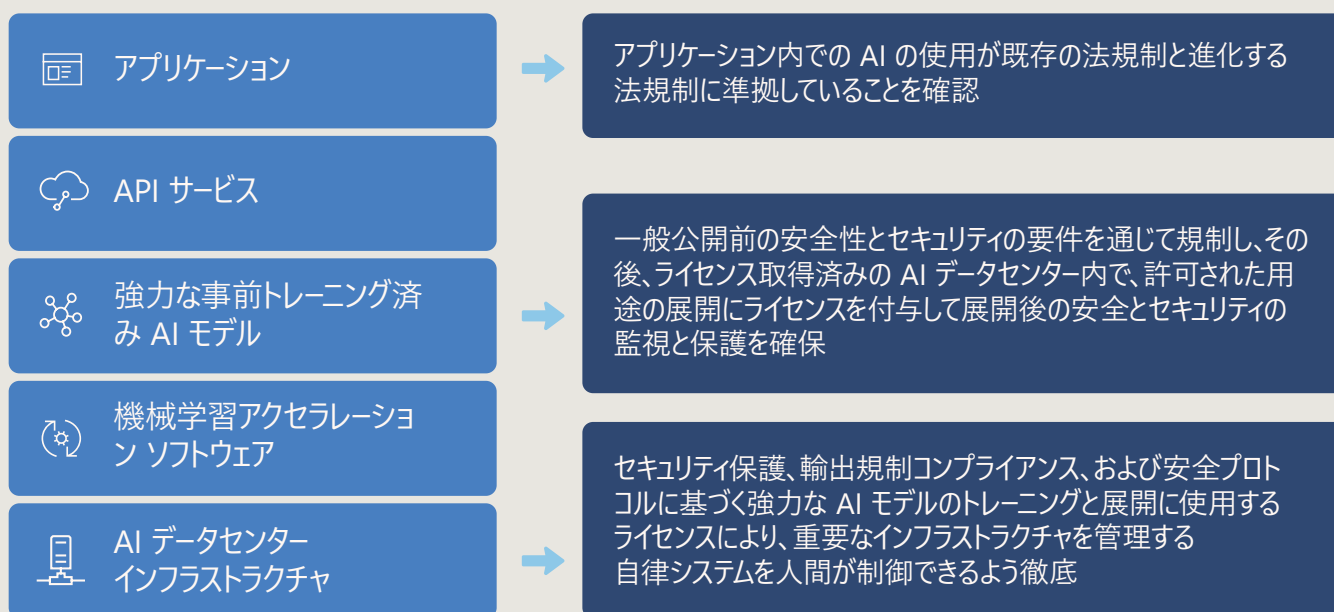 アプリケーション
アプリケーション内での AI の使用が既存の法規制と進化する
法規制に準拠していることを確認
API サービス
強力な事前トレーニング済
み AI モデル
一般公開前の安全性とセキュリティの要件を通じて規制し、その
後、ライセンス取得済みの AI データセンター内で、許可された用
途の展開にライセンスを付与して展開後の安全とセキュリティの
監視と保護を確保
機械学習アクセラレーショ
ン ソフトウェア
AI データセンター
インフラストラクチャ
セキュリティ保護、輸出規制コンプライアンス、および安全プロト
コルに基づく強力な AI モデルのトレーニングと展開に使用する
ライセンスにより、重要なインフラストラクチャを管理する
自律システムを人間が制御できるよう徹底